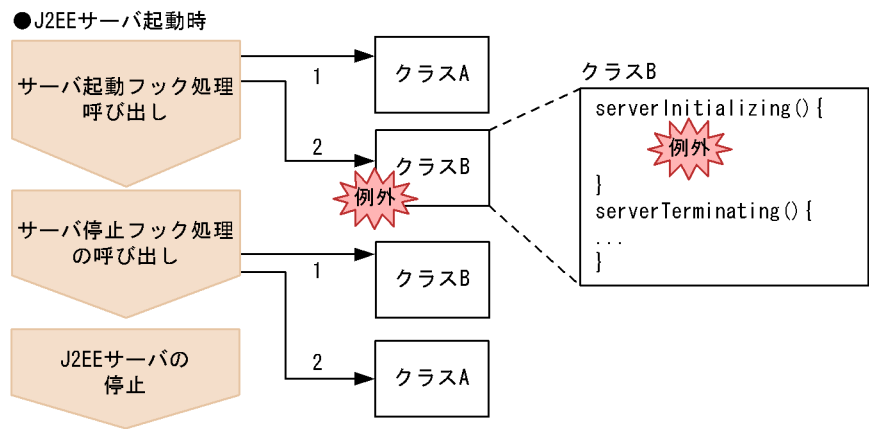 ●J2EEサーバ起動時
サーバ起動フック処理
呼び出し
1
クラスA
2
クラスB
例外
サーバ停止フック処理
の呼び出し
1
クラスB
2
クラスA
J2EEサーバの
停止
クラスB
serverInitializing(){
例外
}
serverTerminating(){
...
}